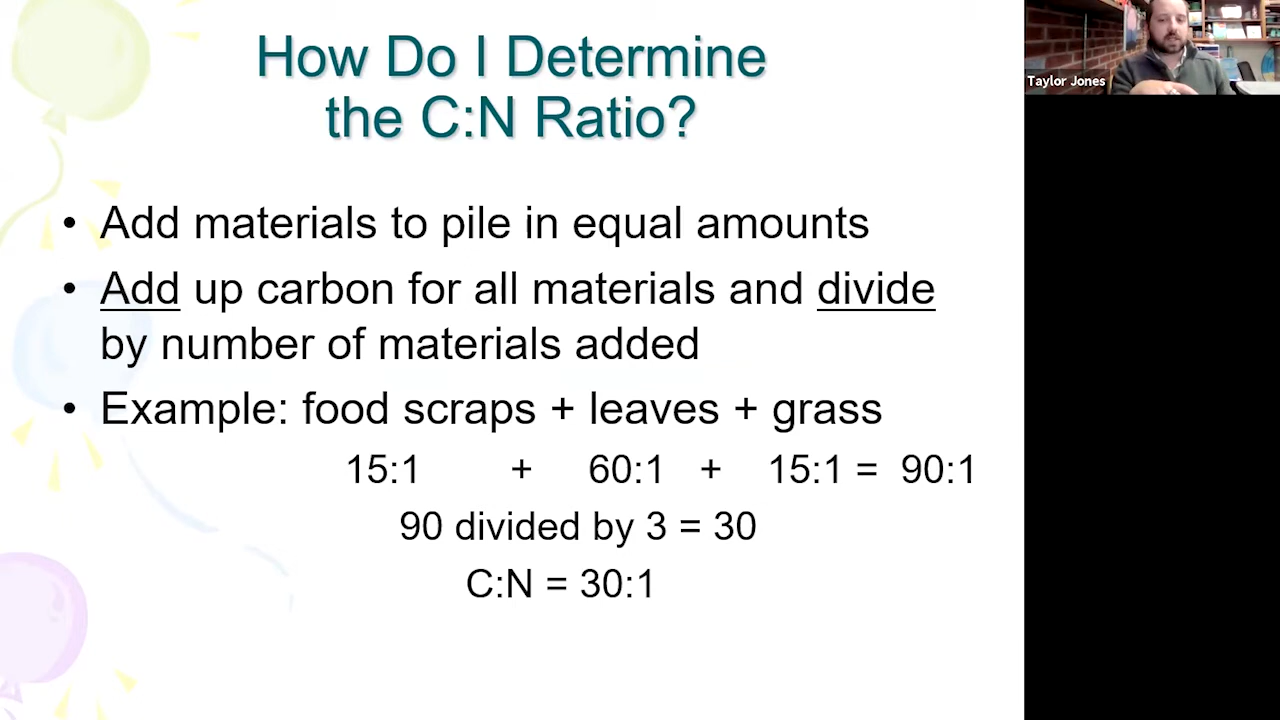 How Do I Determine
the C:N Ratio?
• Add materials to pile in equal amounts
• Add up carbon for all materials and divide
by number of materials added
• Example: food scraps + leaves + grass
15:1 + 60:1 + 15:1 = 90:1
90 divided by 3 = 30
C:N = 30:1
Taylor Jones